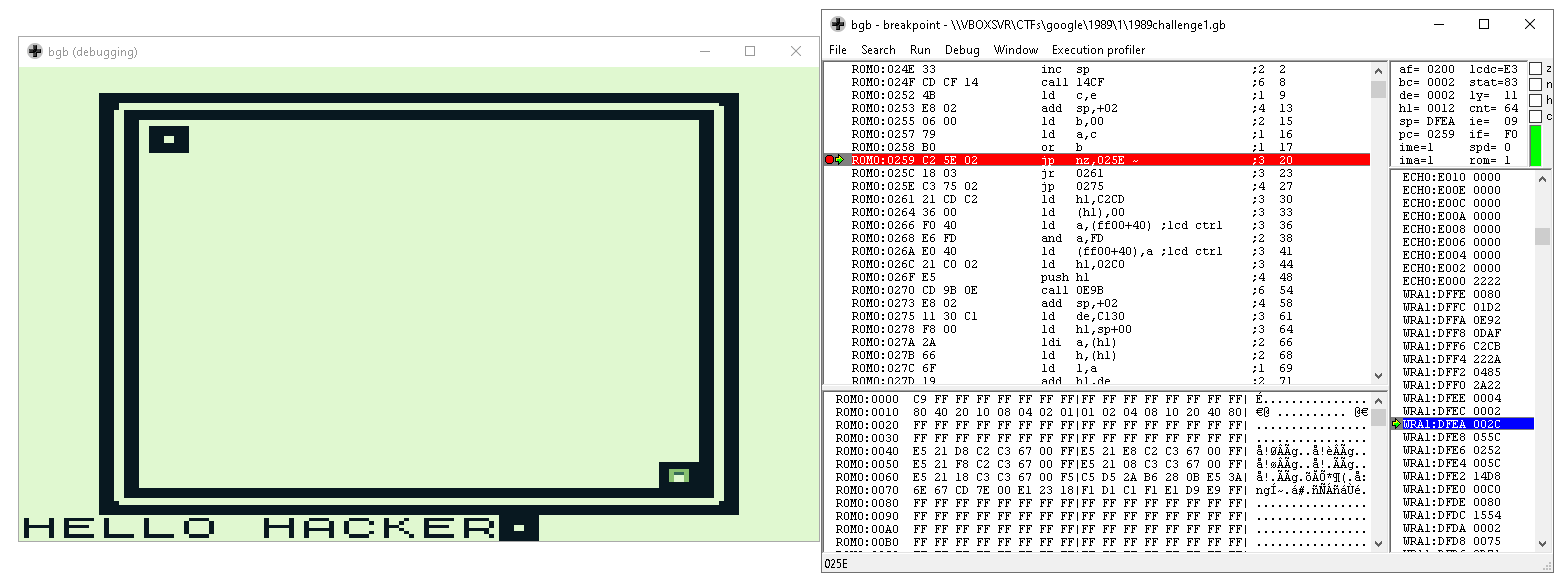 bgb (debugging)
HELLO HACKER
bgb - breakpoint - \\VBOXSVR\CTFs\google\1989\1\1989challenge1.gb
File Search Run Debug Window Execution profiler
ROM0:024E 33 inc sp ;2 2
ROM0:024F CD CF 14 call 14CF ;6 8
ROM0:0252 4B ld c,e ;1 9
ROM0:0253 E8 02 add sp,+02 ;4 13
ROM0:0255 06 00 ld b,00 ;2 15
ROM0:0257 79 ld a,c ;1 16
ROM0:0258 B0 or b ;1 17
ROM0:0259 C2 5E 02 jp nz,025E ~ ;3 20
ROM0:025C 18 03 jr 0261 ;3 23
ROM0:025E C3 75 02 jp 0275 ;4 27
ROM0:0261 21 CD C2 ld hl,C2CD ;3 30
ROM0:0264 36 00 ld (hl),00 ;3 33
ROM0:0266 F0 40 ld a,(ff00+40) ;lcd ctrl ;3 36
ROM0:0268 E6 FD and a,FD ;2 38
ROM0:026A E0 40 ld (ff00+40),a ;lcd ctrl ;3 41
ROM0:026C 21 C0 02 ld hl,02C0 ;3 44
ROM0:026F E5 push hl ;4 48
ROM0:0270 CD 9B 0E call 0E9B ;6 54
ROM0:0273 E8 02 add sp,+02 ;4 58
ROM0:0275 11 30 C1 ld de,C130 ;3 61
ROM0:0278 F8 00 ld hl,sp+00 ;3 64
ROM0:027A 2A ldi a,(hl) ;2 66
ROM0:027B 66 ld h,(hl) ;2 68
ROM0:027C 6F ld l,a ;1 69
ROM0:027D 19 add hl,de ;2 71
af= 0200 lcdc=E3 z
bc= 0002 stat=83 n
de= 0002 ly= 11 h
hl= 0012 cnt= 64 c
sp= DFEA ie= 09
pc= 0259 if= F0
ime=1 spd= 0
ima=1 rom= 1
ROM0:0000 C9 FF FF FF FF FF FF FF|FF FF FF FF FF FF FF FF| É...............
ROM0:0010 80 40 20 10 08 04 02 01|01 02 04 08 10 20 40 80| €@ .......... @€
ROM0:0020 FF FF FF FF FF FF FF FF|FF FF FF FF FF FF FF FF| ................
ROM0:0030 FF FF FF FF FF FF FF FF|FF FF FF FF FF FF FF FF| ................
ROM0:0040 E5 21 D8 C2 C3 67 00 FF|E5 21 E8 C2 C3 67 00 FF| å!ØÂÃg..å!èÂÃg..
ROM0:0050 E5 21 F8 C2 C3 67 00 FF|E5 21 08 C3 C3 67 00 FF| å!øÂÃg..å!.ÃÃg..
ROM0:0060 E5 21 18 C3 C3 67 00 F5|C5 D5 2A B6 28 0B E5 3A| å!.ÃÃg.õÅÕ*¶(.å:
ROM0:0070 6E 67 CD 7E 00 E1 23 18|F1 D1 C1 F1 E1 D9 E9 FF| ngÍ~.á#.ñÑÁñáÙé.
ROM0:0080 FF FF FF FF FF FF FF FF|FF FF FF FF FF FF FF FF| ................
ROM0:0090 FF FF FF FF FF FF FF FF|FF FF FF FF FF FF FF FF| ................
ROM0:00A0 FF FF FF FF FF FF FF FF|FF FF FF FF FF FF FF FF| ................
ROM0:00B0 FF FF FF FF FF FF FF FF|FF FF FF FF FF FF FF FF| ................
ECH0:E010 0000
ECH0:E00E 0000
ECH0:E00C 0000
ECH0:E00A 0000
ECH0:E008 0000
ECH0:E006 0000
ECH0:E004 0000
ECH0:E002 0000
ECH0:E000 2222
WRA1:DFFE 0080
WRA1:DFFC 01D2
WRA1:DFFA 0E92
WRA1:DFF8 0DAF
WRA1:DFF6 C2CB
WRA1:DFF4 222A
WRA1:DFF2 0485
WRA1:DFF0 2A22
WRA1:DFEE 0004
WRA1:DFEC 0002
WRA1:DFEA 002C
WRA1:DFE8 055C
WRA1:DFE6 0252
WRA1:DFE4 005C
WRA1:DFE2 14D8
WRA1:DFE0 00C0
WRA1:DFDE 0080
WRA1:DFDC 1554
WRA1:DFDA 0002
WRA1:DFD8 0075
025E